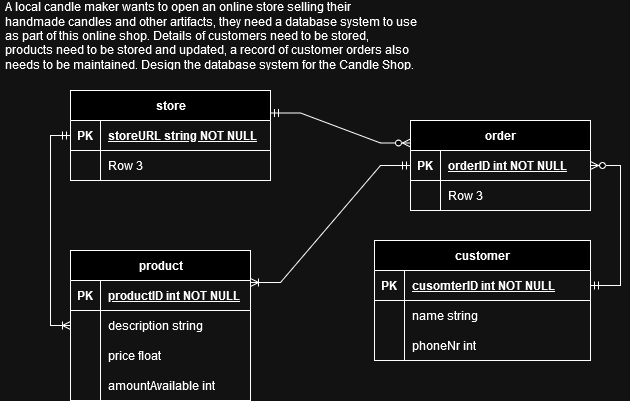 A local candle maker wants to open an online store selling their
handmade candles and other artifacts, they need a database system to use
as part of this online shop. Details of customers need to be stored,
products need to be stored and updated, a record of customer orders also
needs to be maintained. Design the database system for the Candle Shop.
store
PK storeURL string NOT NULL
Row 3
order
PK orderID int NOT NULL
Row 3
product
PK productID int NOT NULL
description string
price float
amountAvailable int
customer
PK cusomterID int NOT NULL
name string
phoneNr int